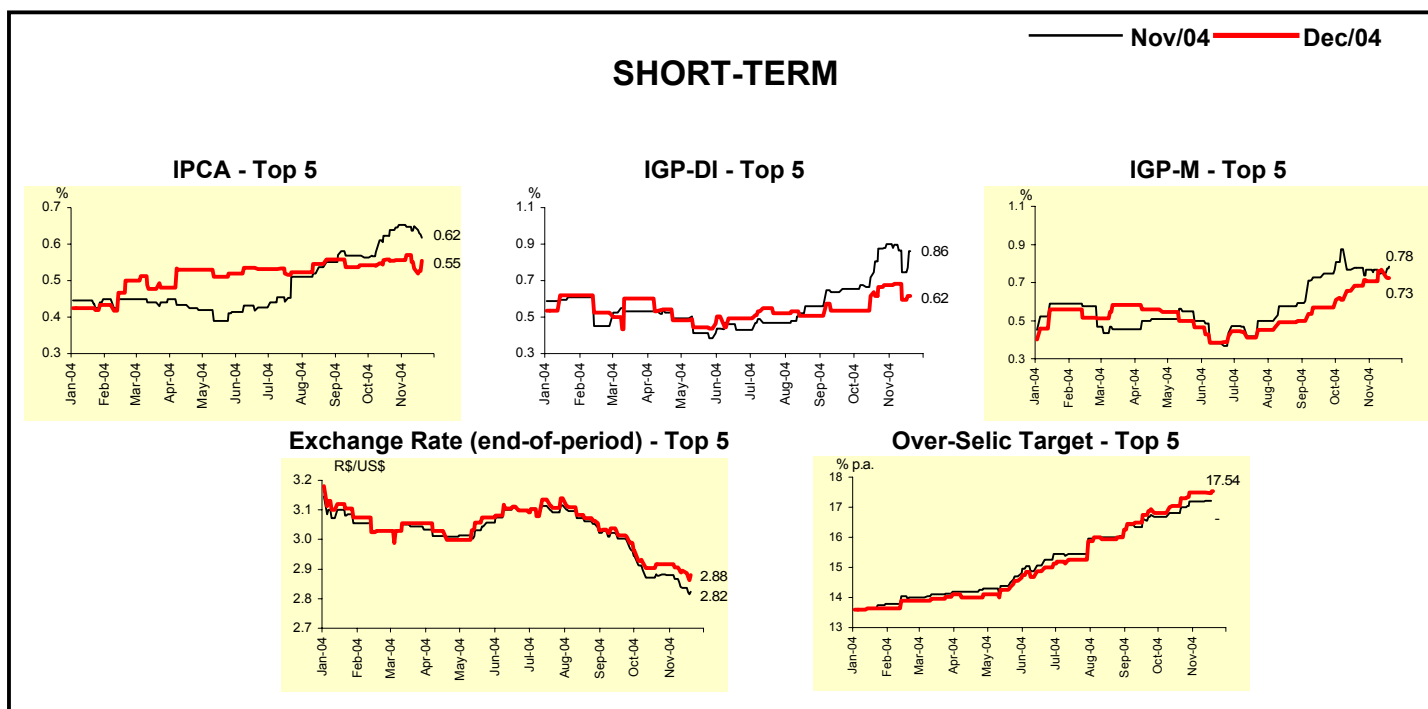 Nov/04 Dec/04
SHORT-TERM
IPCA - Top 5
%
0.7
0.6
0.5
0.4
0.3
0.62
0.55
Jan-04 Feb-04 Mar-04 Apr-04 May-04 Jun-04 Jul-04 Aug-04 Sep-04 Oct-04 Nov-04
IGP-DI - Top 5
%
1.1
0.9
0.7
0.5
0.3
0.86
0.62
Jan-04 Feb-04 Mar-04 Apr-04 May-04 Jun-04 Jul-04 Aug-04 Sep-04 Oct-04 Nov-04
IGP-M - Top 5
%
1.1
0.9
0.7
0.5
0.3
0.78
0.73
Jan-04 Feb-04 Mar-04 Apr-04 May-04 Jun-04 Jul-04 Aug-04 Sep-04 Oct-04 Nov-04
Exchange Rate (end-of-period) - Top 5
R$/US$
3.2
3.1
3.0
2.9
2.8
2.7
2.88
2.82
Jan-04 Feb-04 Mar-04 Apr-04 May-04 Jun-04 Jul-04 Aug-04 Sep-04 Oct-04 Nov-04
Over-Selic Target - Top 5
% p.a.
18
17
16
15
14
13
17.54
-
Jan-04 Feb-04 Mar-04 Apr-04 May-04 Jun-04 Jul-04 Aug-04 Sep-04 Oct-04 Nov-04